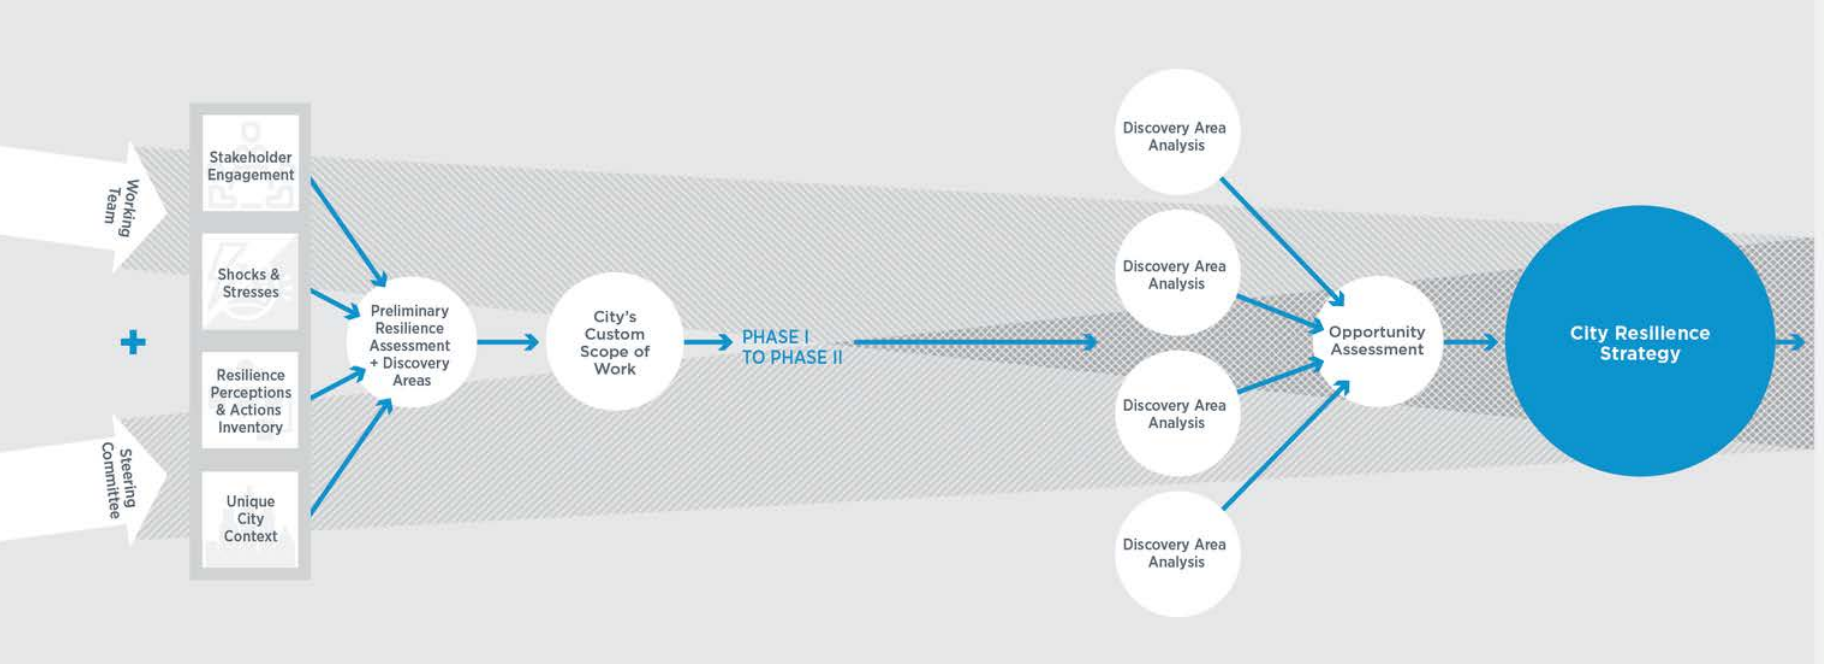 Working
Team
Steering
Committee
Stakeholder
Engagement
Shocks &
Stresses
Resilience
Perceptions
& Actions
Inventory
Unique
City
Context
Preliminary
Resilience
Assessment
+ Discovery
Areas
City's
Custom
Scope of
Work
PHASE I
TO PHASE II
Discovery Area
Analysis
Discovery Area
Analysis
Discovery Area
Analysis
Discovery Area
Analysis
Opportunity
Assessment
City Resilience
Strategy